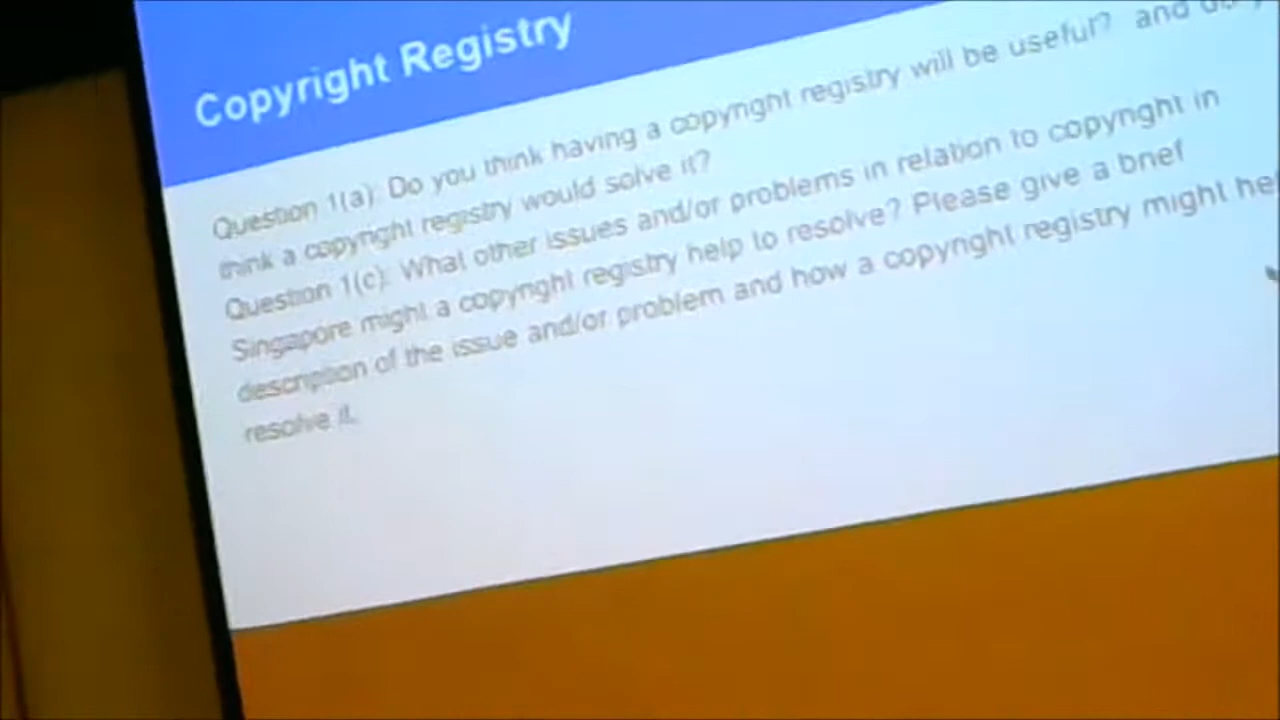 Copyright Registry
Question 1(a): Do you think having a copyright registry will be useful? and do
think a copyright registry would solve it?
Question 1(c): What other issues and/or problems in relation to copyright in
Singapore might a copyright registry help to resolve? Please give a brief
description of the issue and/or problem and how a copyright registry might
resolve it.